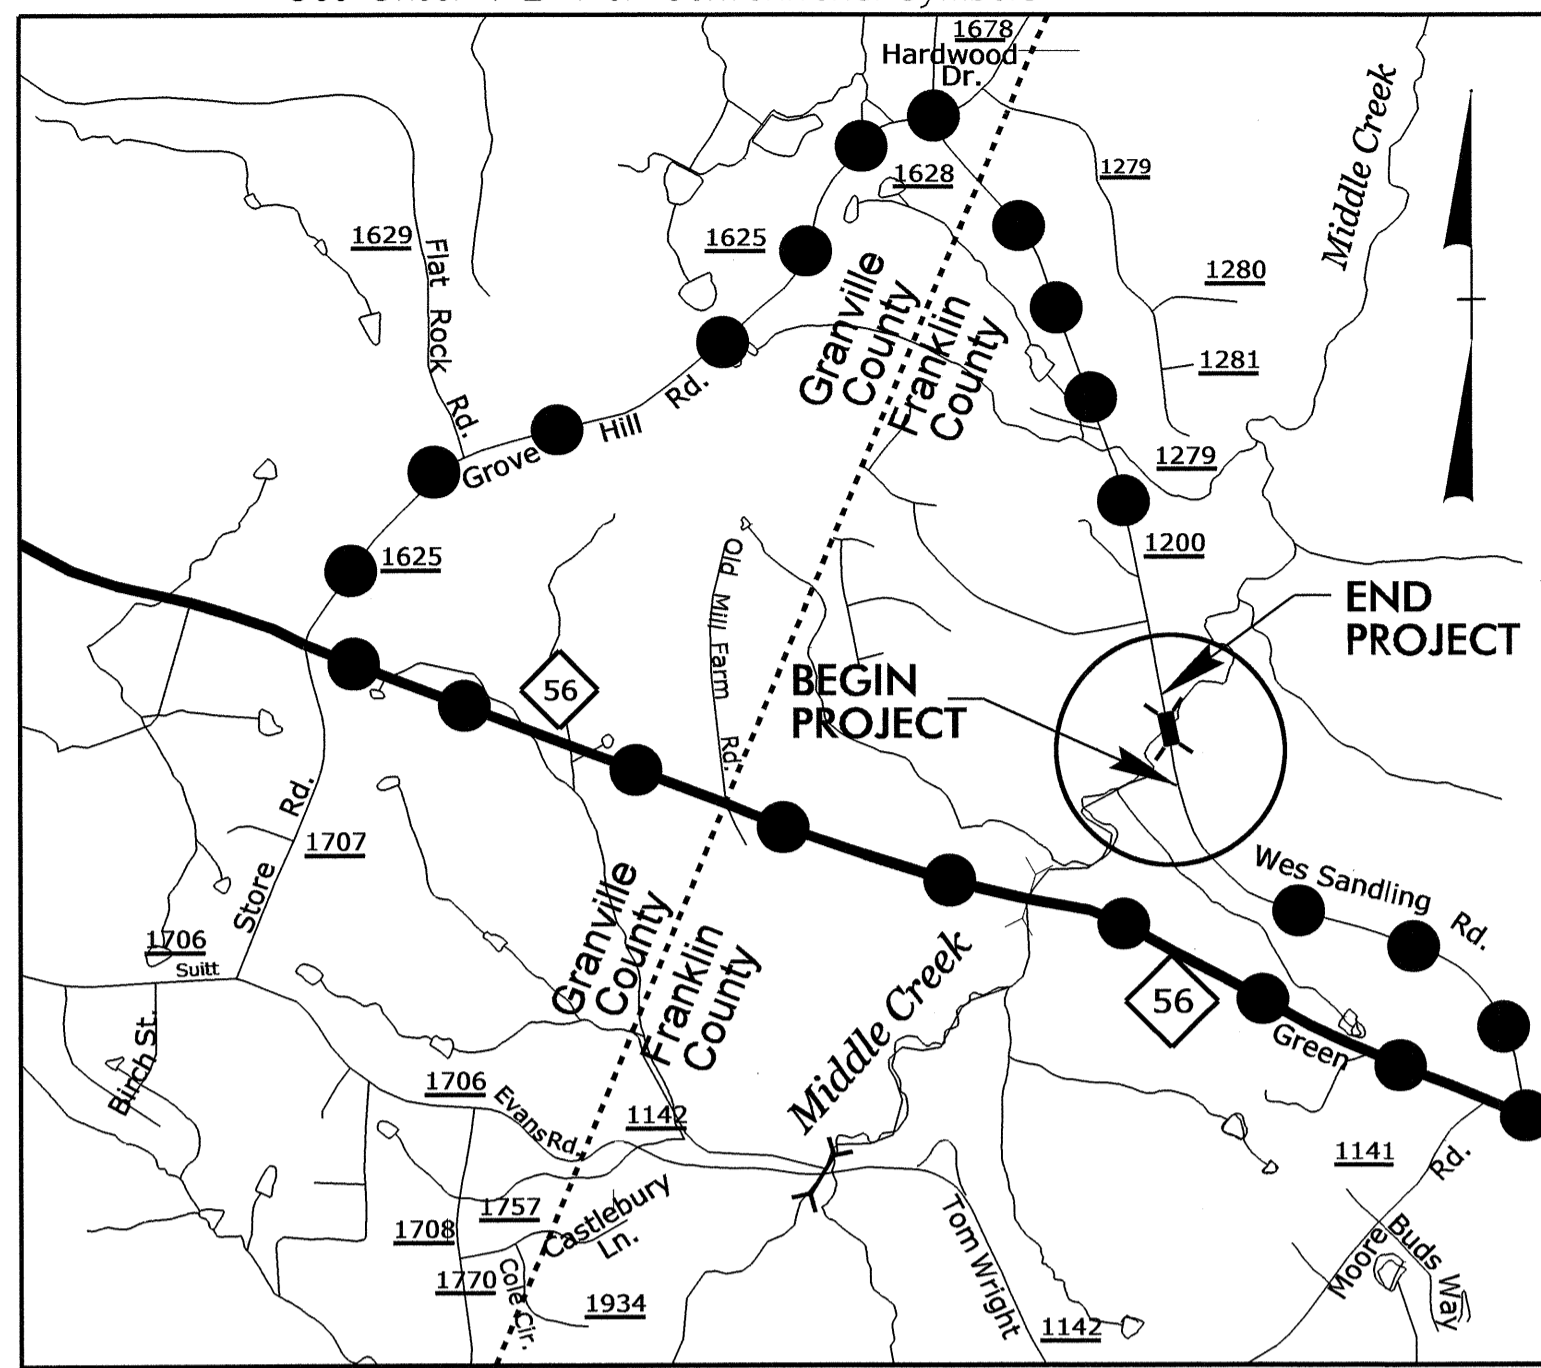 1678
Hardwood
Dr.
1279
Middle Creek
1628
1629
Flat Rock Rd.
1625
1280
Granville
County
Franklin
County
1281
Grove Hill Rd.
1279
1625
1200
Old Mill Farm Rd.
END
PROJECT
BEGIN
PROJECT
56
Store Rd.
1707
Wes Sandling Rd.
Granville
County
Franklin
County
1706
Suitt
Middle Creek
56
Green
Birch St.
1706
Evans Rd.
1142
1141
Moore Rd.
1757
Castlebury
Ln.
1708
1770
Cole Cir.
1934
Tom Wright
1142
Buds Way